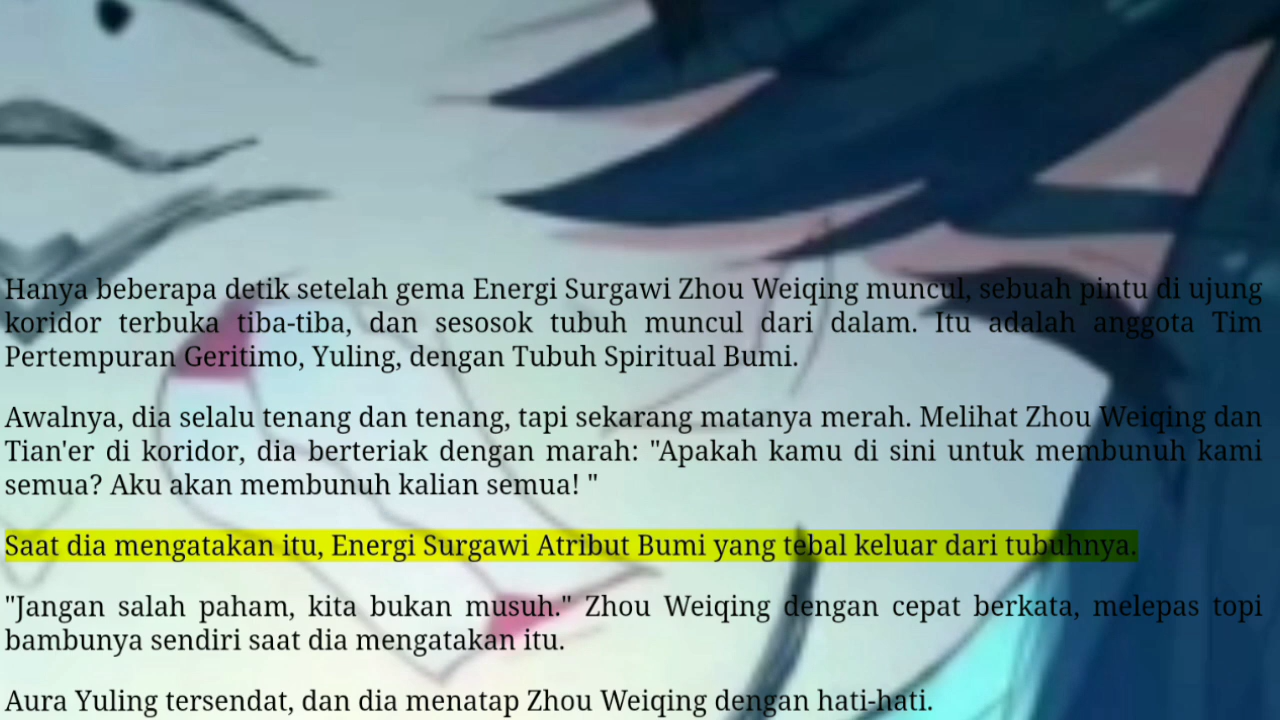 Hanya beberapa detik setelah gema Energi Surgawi Zhou Weiqing muncul, sebuah pintu di ujung
koridor terbuka tiba-tiba, dan sesosok tubuh muncul dari dalam. Itu adalah anggota Tim
Pertempuran Geritimo, Yuling, dengan Tubuh Spiritual Bumi.
Awalnya, dia selalu tenang dan tenang, tapi sekarang matanya merah. Melihat Zhou Weiqing dan
Tian'er di koridor, dia berteriak dengan marah: "Apakah kamu di sini untuk membunuh kami
semua? Aku akan membunuh kalian semua! "
Saat dia mengatakan itu, Energi Surgawi Atribut Bumi yang tebal keluar dari tubuhnya.
"Jangan salah paham, kita bukan musuh." Zhou Weiqing dengan cepat berkata, melepas topi
bambunya sendiri saat dia mengatakan itu.
Aura Yuling tersendat, dan dia menatap Zhou Weiqing dengan hati-hati.